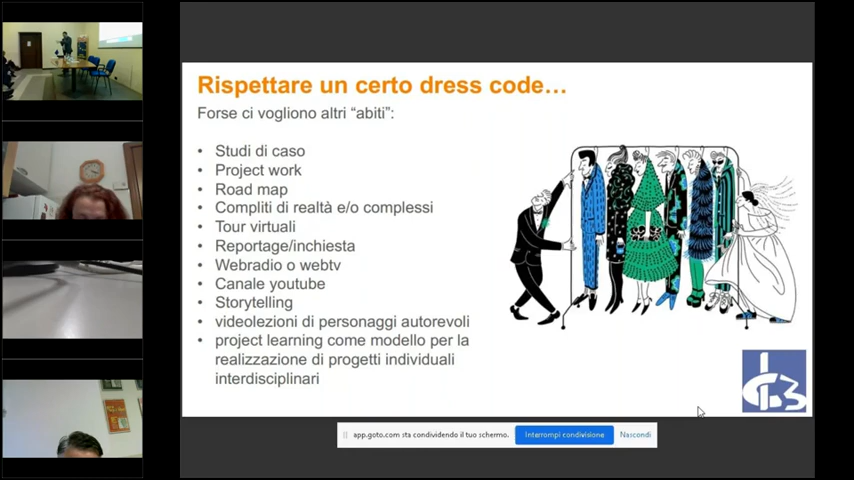 Rispettare un certo dress code…
Forse ci vogliono altri “abiti”:
• Studi di caso
• Project work
• Road map
• Compliti di realtà e/o complessi
• Tour virtuali
• Reportage/inchiesta
• Webradio o webtv
• Canale youtube
• Storytelling
• videolezioni di personaggi autorevoli
• project learning come modello per la
realizzazione di progetti individuali
interdisciplinari
app.goto.com sta condividendo il tuo schermo.
Interrompi condivisione
Nascondi